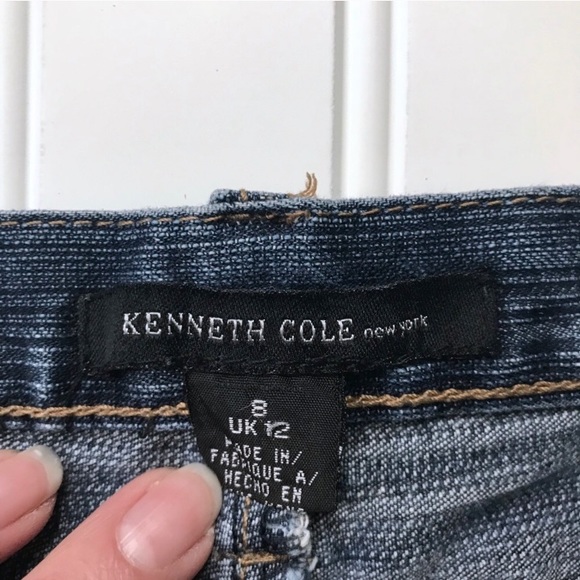 KENNETH COLE new york
8
UK 12
MADE IN/
FABRIQUE A/
HECHO EN